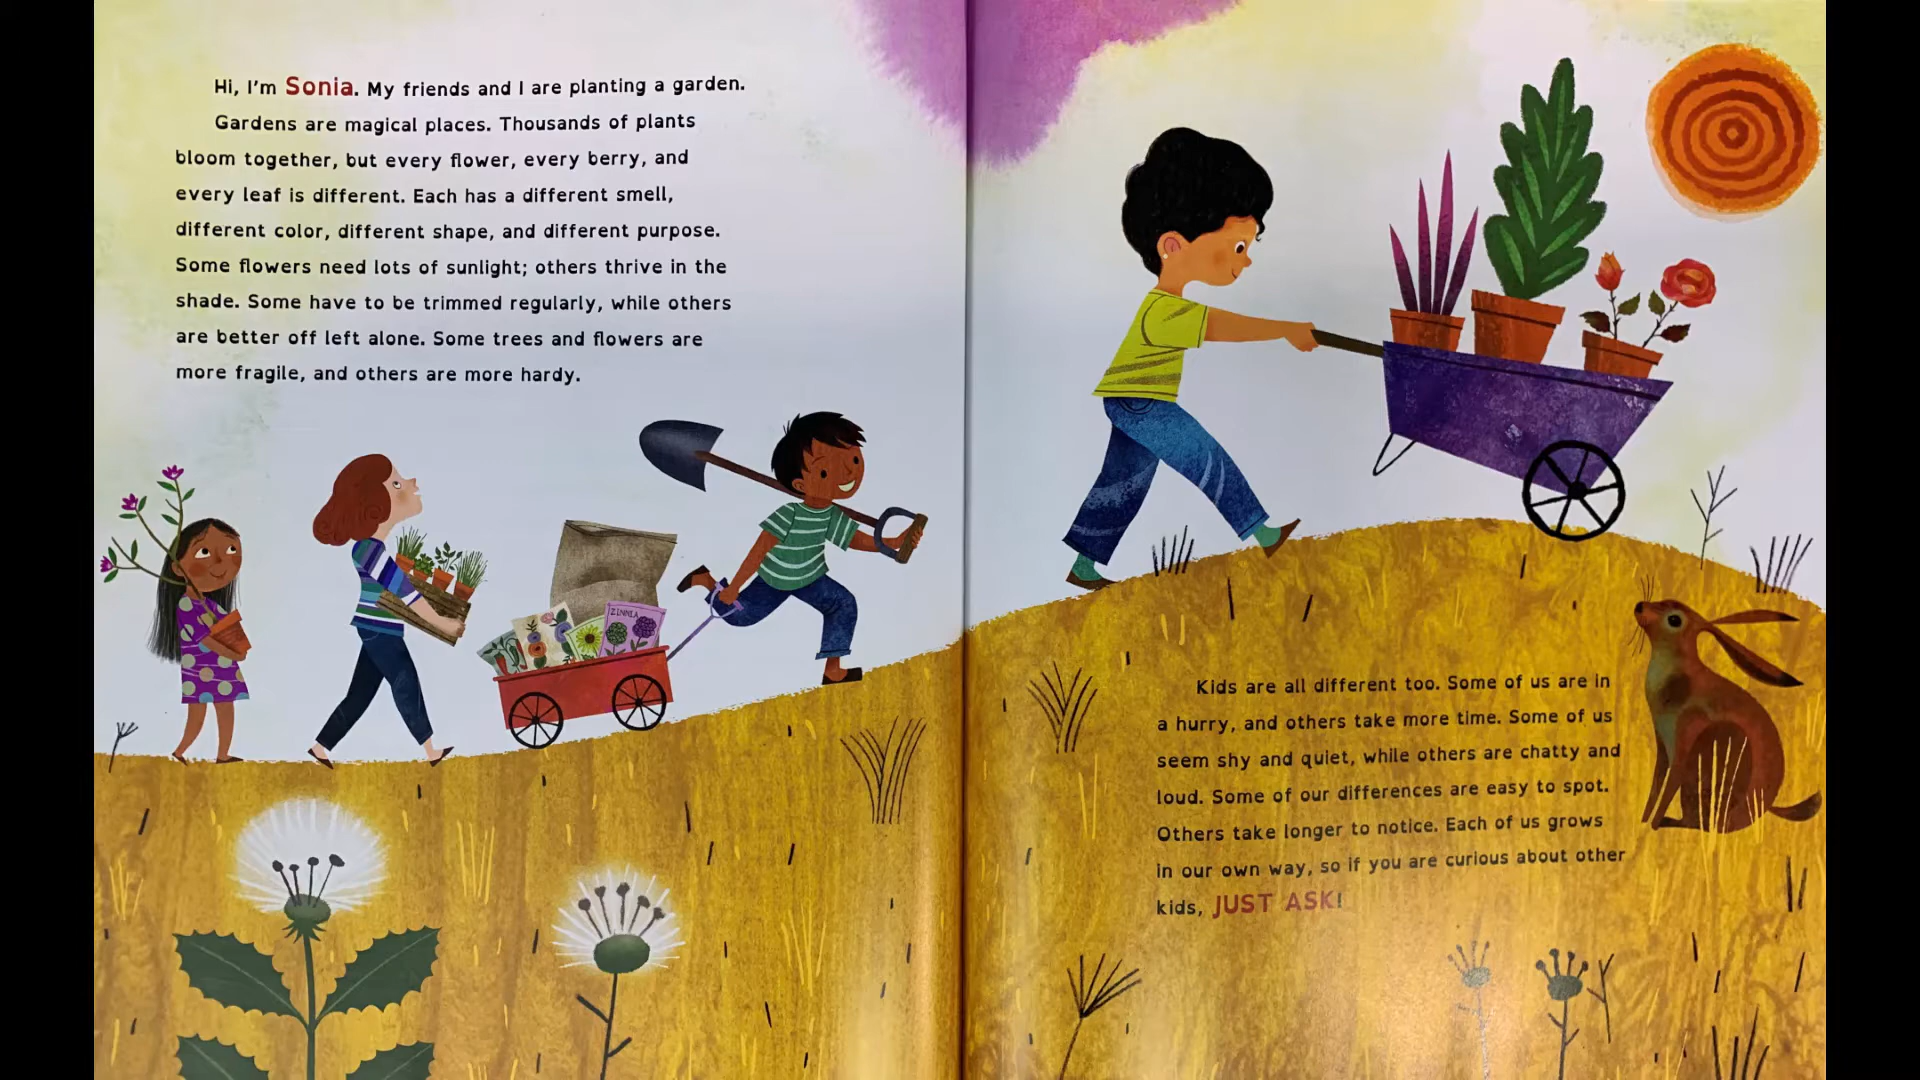 Hi, I'm Sonia. My friends and I are planting a garden.
Gardens are magical places. Thousands of plants
bloom together, but every flower, every berry, and
every leaf is different. Each has a different smell,
different color, different shape, and different purpose.
Some flowers need lots of sunlight; others thrive in the
shade. Some have to be trimmed regularly, while others
are better off left alone. Some trees and flowers are
more fragile, and others are more hardy.
ZINNIA
Kids are all different too. Some of us are in
a hurry, and others take more time. Some of us
seem shy and quiet, while others are chatty and
loud. Some of our differences are easy to spot.
Others take longer to notice. Each of us grows
in our own way, so if you are curious about other
kids, JUST ASK!